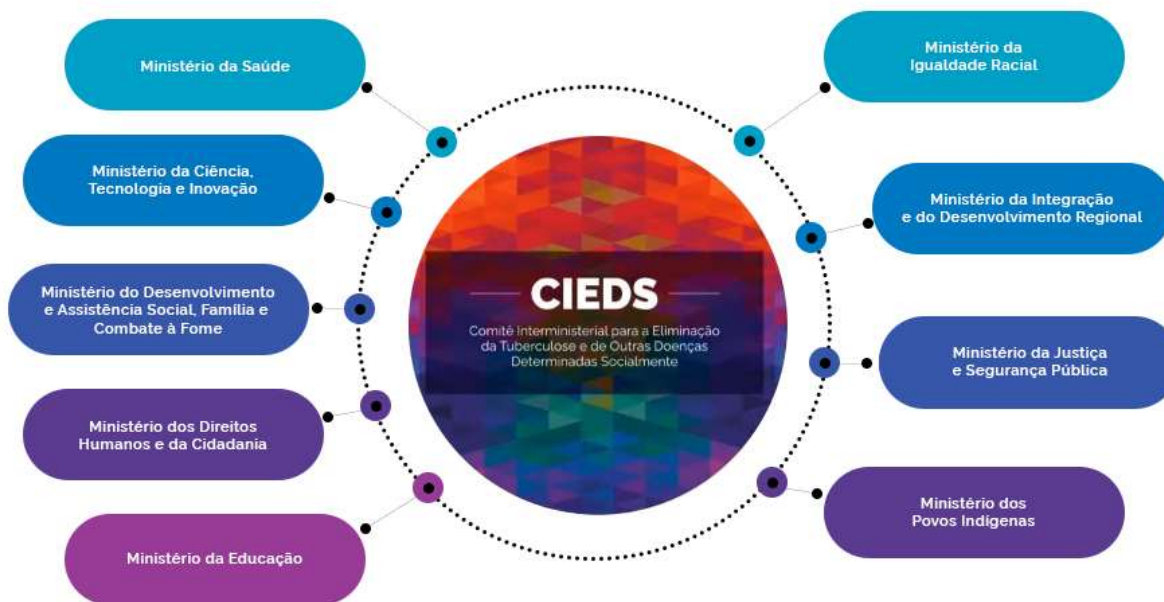 Ministério da Saúde
Ministério da Ciência,
Tecnologia e Inovação
Ministério do Desenvolvimento
e Assistência Social, Família e
Combate à Fome
Ministério dos Direitos
Humanos e da Cidadania
Ministério da Educação
CIEDS
Comitê Interministerial para a Eliminação
da Tuberculose e de Outras Doenças
Determinadas Socialmente
Ministério da
Igualdade Racial
Ministério da Integração
e do Desenvolvimento Regional
Ministério da Justiça
e Segurança Pública
Ministério dos
Povos Indígenas